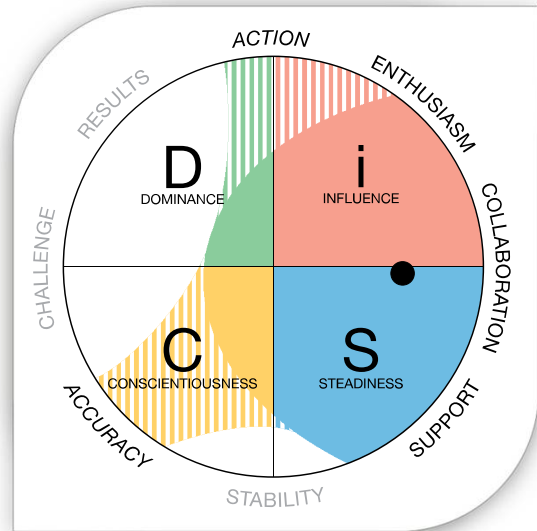 ACTION
RESULTS
ENTHUSIASM
D
DOMINANCE
i
INFLUENCE
CHALLENGE
COLLABORATION
C
CONSCIENTIOUSNESS
S
STEADINESS
ACCURACY
SUPPORT
STABILITY